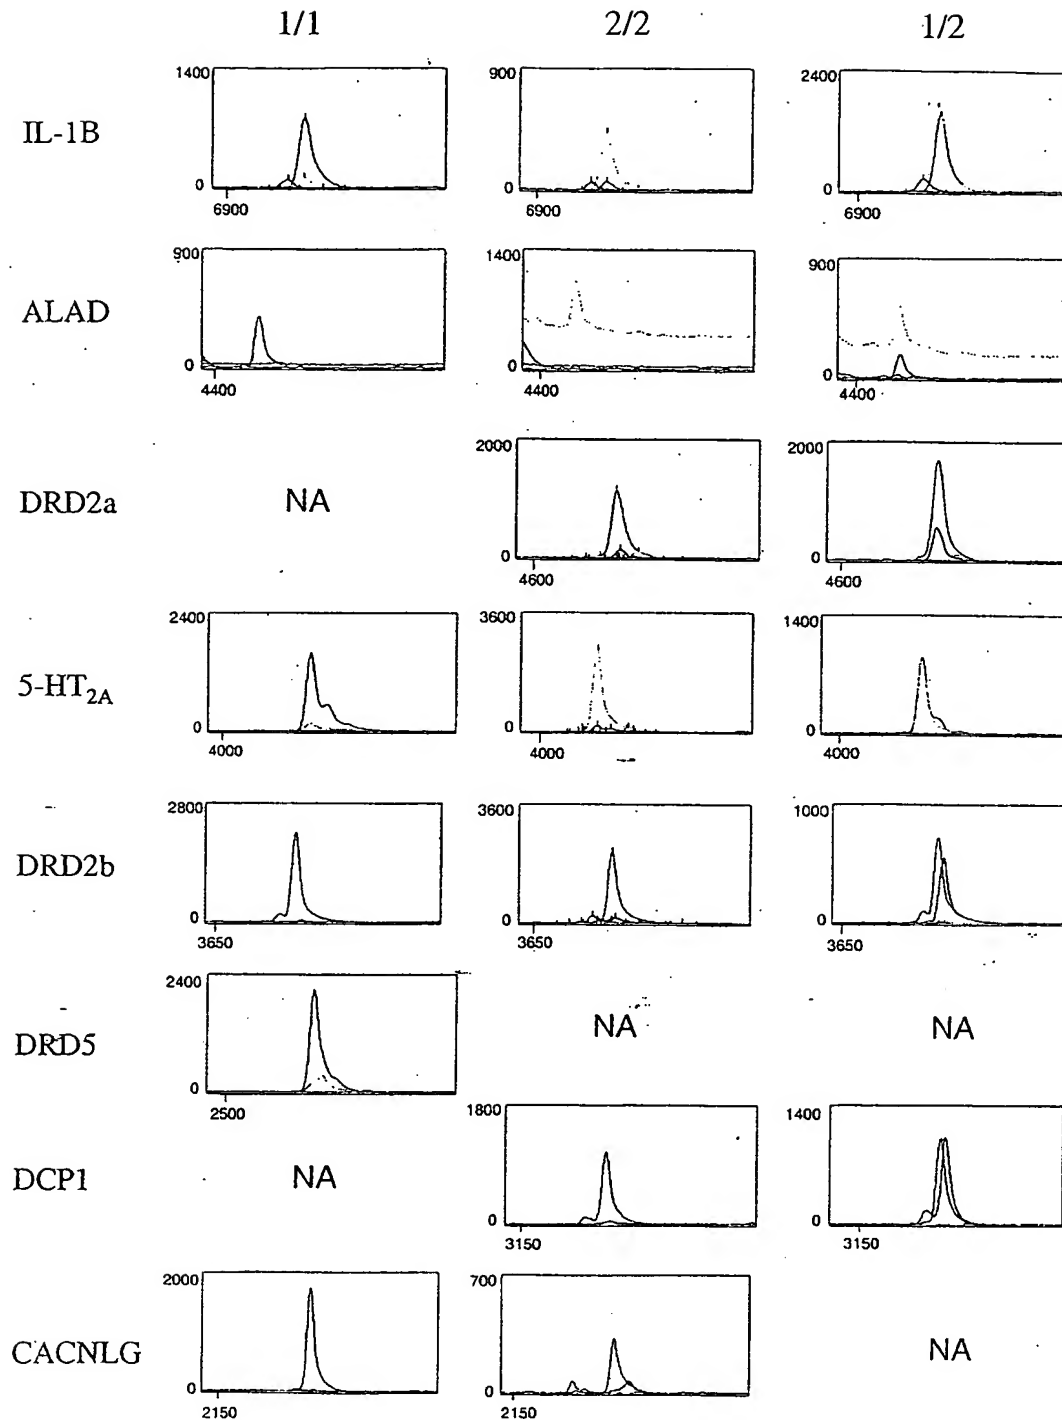 1/1 2/2 1/2
1400 900 2400
IL-1B
0 0 0
6900 6900 6900
900 1400 900
ALAD
0 0 0
4400 4400 4400
2000 2000
DRD2a NA
0 0
4600 4600
2400 3600 1400
5-HT2A
0 0 0
4000 4000 4000
2800 3600 1000
DRD2b
0 0 0
3650 3650 3650
2400
DRD5 NA NA
0
2500
1800 1400
DCP1 NA
0 0
3150 3150
2000 700
CACNLG NA
0 0
2150 2150